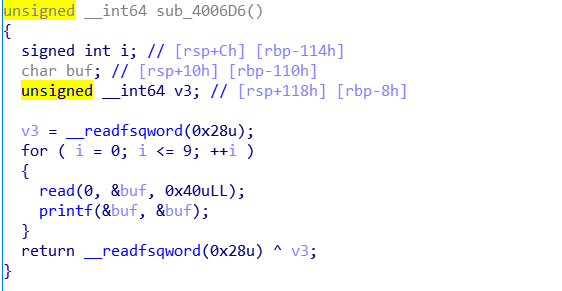 unsigned __int64 sub_4006D6()
{
  signed int i; // [rsp+Ch] [rbp-114h]
  char buf; // [rsp+10h] [rbp-110h]
  unsigned __int64 v3; // [rsp+118h] [rbp-8h]

  v3 = __readfsqword(0x28u);
  for ( i = 0; i <= 9; ++i )
  {
    read(0, &buf, 0x40uLL);
    printf(&buf, &buf);
  }
  return __readfsqword(0x28u) ^ v3;
}